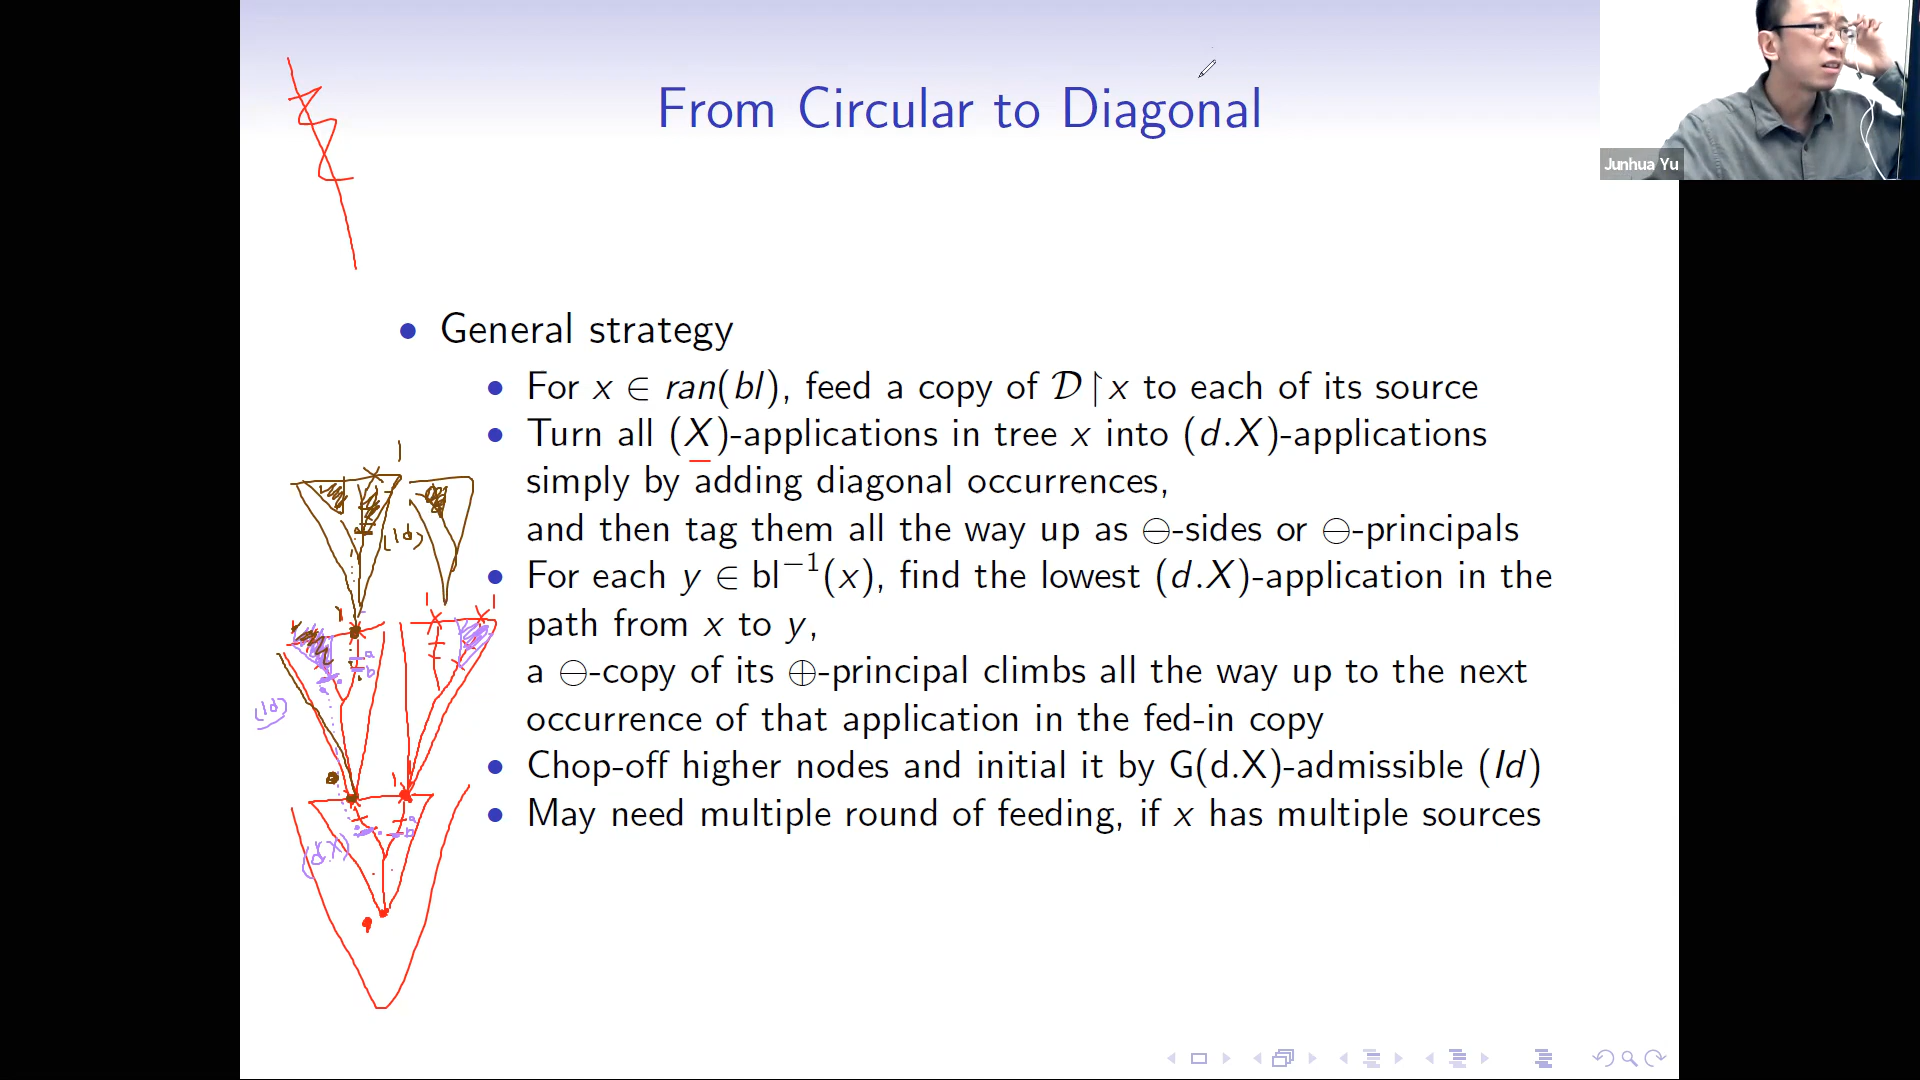 From Circular to Diagonal
Junhua Yu
• General strategy
• For x ∈ ran(bl), feed a copy of 𝒟↾x to each of its source
• Turn all (X)-applications in tree x into (d.X)-applications
simply by adding diagonal occurrences,
and then tag them all the way up as ⊖-sides or ⊖-principals
• For each y ∈ bl⁻¹(x), find the lowest (d.X)-application in the
path from x to y,
a ⊖-copy of its ⊕-principal climbs all the way up to the next
occurrence of that application in the fed-in copy
• Chop-off higher nodes and initial it by G(d.X)-admissible (Id)
• May need multiple round of feeding, if x has multiple sources
(Id)
a
b
(Id)
a
b
(d.X)